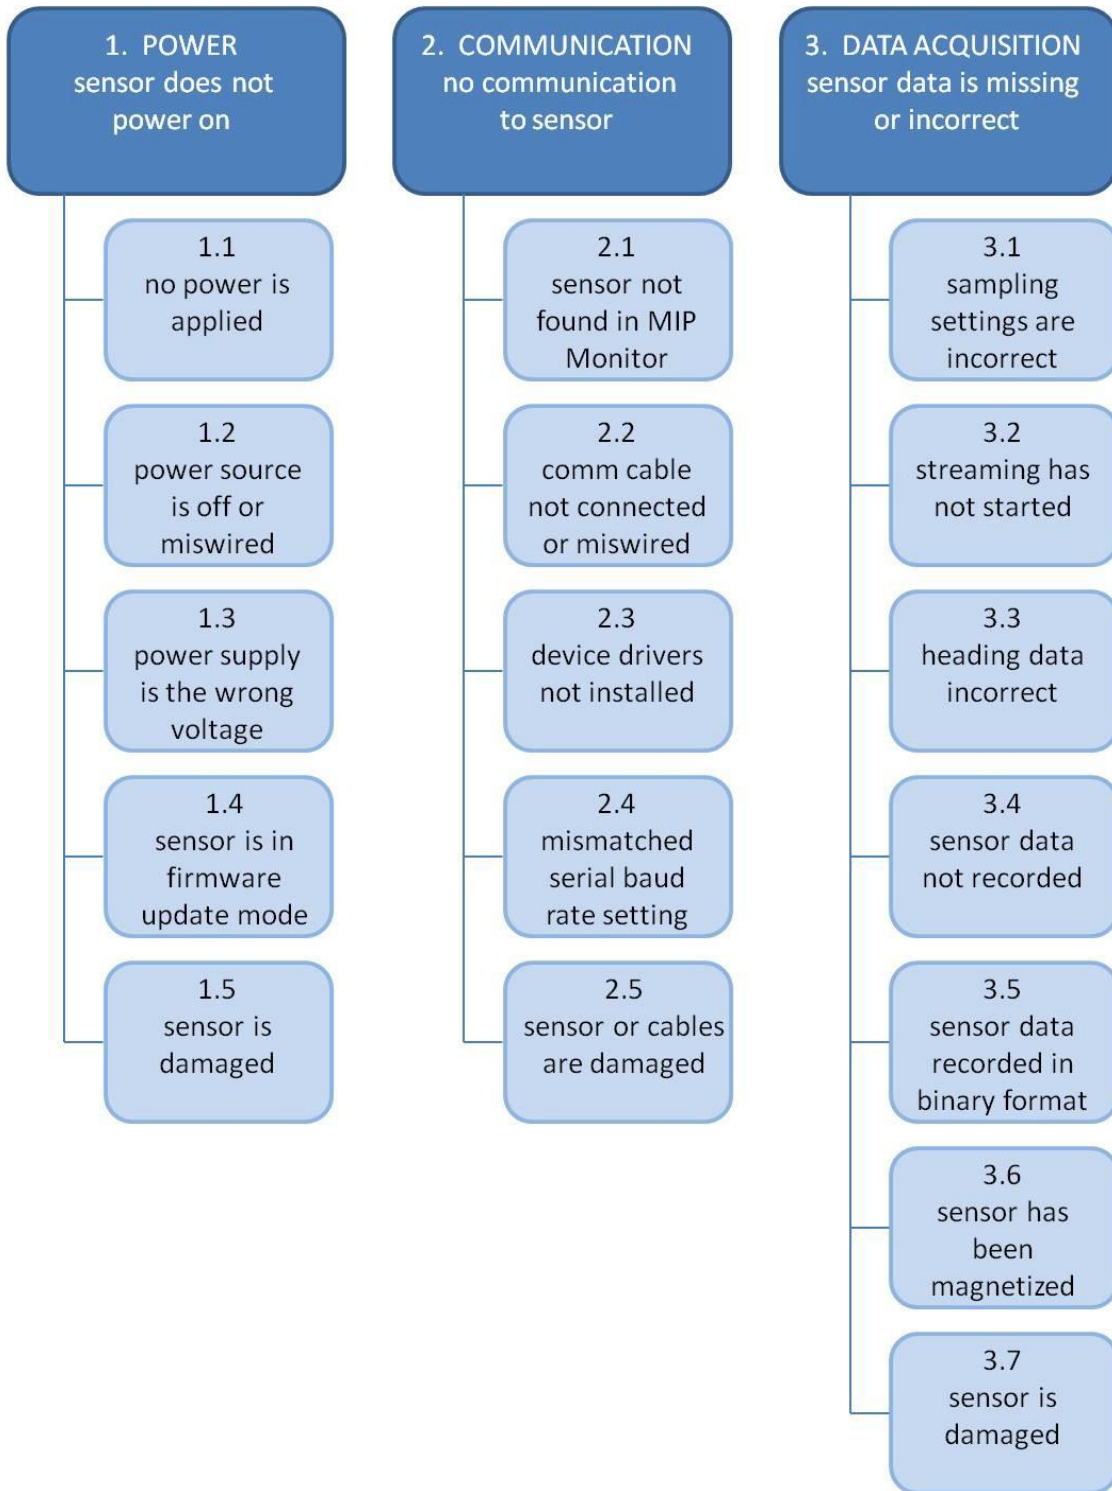 1. POWER
sensor does not
power on
1.1
no power is
applied
1.2
power source
is off or
miswired
1.3
power supply
is the wrong
voltage
1.4
sensor is in
firmware
update mode
1.5
sensor is
damaged
2. COMMUNICATION
no communication
to sensor
2.1
sensor not
found in MIP
Monitor
2.2
comm cable
not connected
or miswired
2.3
device drivers
not installed
2.4
mismatched
serial baud
rate setting
2.5
sensor or cables
are damaged
3. DATA ACQUISITION
sensor data is missing
or incorrect
3.1
sampling
settings are
incorrect
3.2
streaming has
not started
3.3
heading data
incorrect
3.4
sensor data
not recorded
3.5
sensor data
recorded in
binary format
3.6
sensor has
been
magnetized
3.7
sensor is
damaged